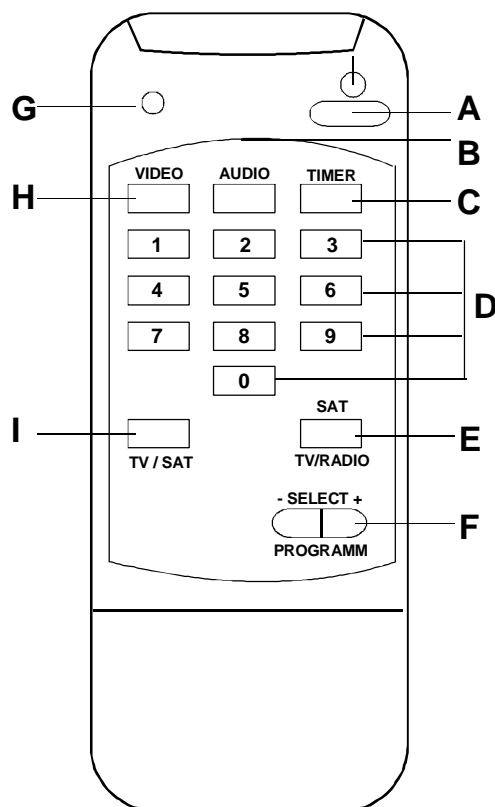 G
A
B
VIDEO AUDIO TIMER
H
C
1 2 3
4 5 6
D
7 8 9
0
SAT
I
E
TV / SAT TV/RADIO
- SELECT +
F
PROGRAMM